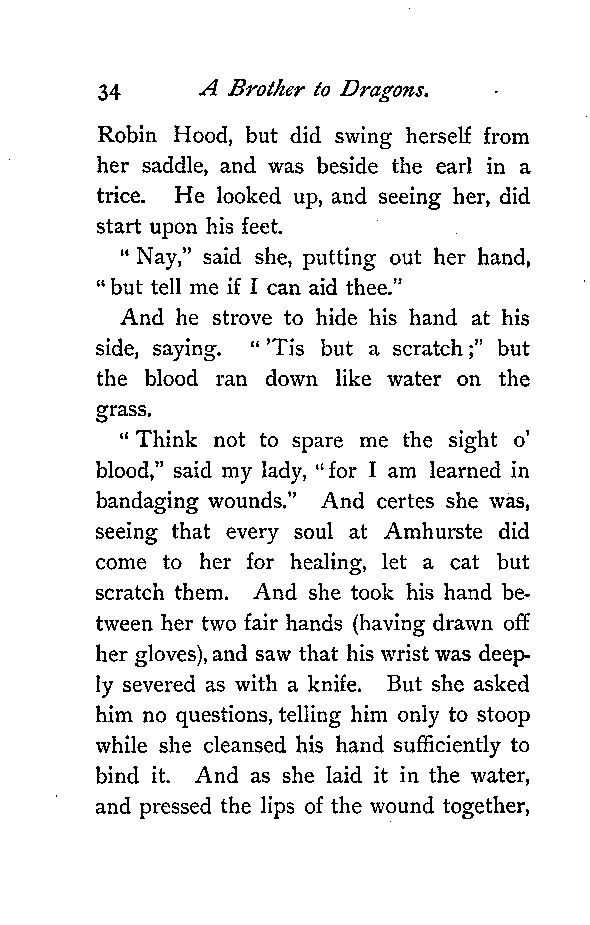 34 A Brother to Dragons.
Robin Hood, but did swing herself from
her saddle, and was beside the earl in a
trice. He looked up, and seeing her, did
start upon his feet.
“ Nay,” said she, putting out her hand,
“ but tell me if I can aid thee.”
And he strove to hide his hand at his
side, saying. “ ’Tis but a scratch ;” but
the blood ran down like water on the
grass.
“ Think not to spare me the sight o’
blood,” said my lady, “ for I am learned in
bandaging wounds.” And certes she was,
seeing that every soul at Amhurste did
come to her for healing, let a cat but
scratch them. And she took his hand be-
tween her two fair hands (having drawn off
her gloves), and saw that his wrist was deep-
ly severed as with a knife. But she asked
him no questions, telling him only to stoop
while she cleansed his hand sufficiently to
bind it. And as she laid it in the water,
and pressed the lips of the wound together,